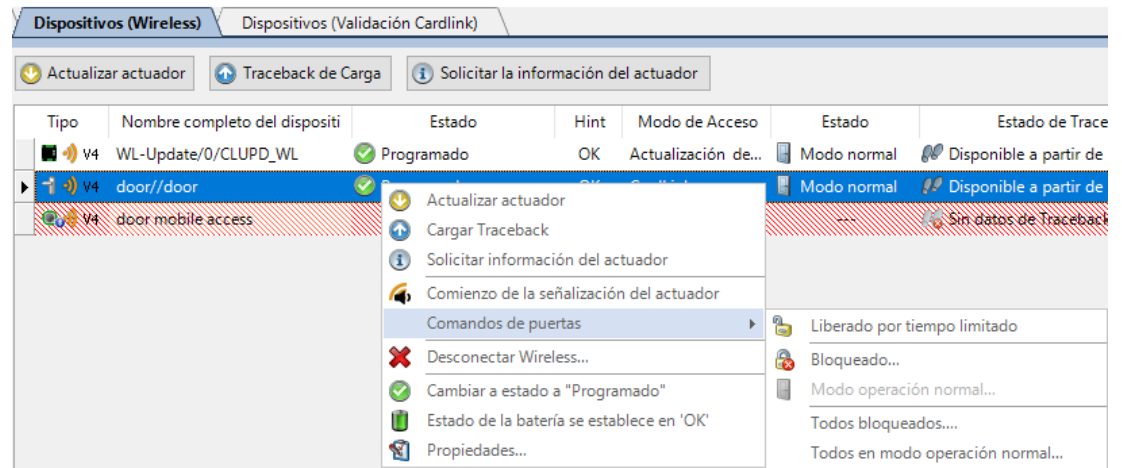 Dispositivos (Wireless) Dispositivos (Validación Cardlink)
Actualizar actuador Traceback de Carga Solicitar la información del actuador
Tipo Nombre completo del dispositi Estado Hint Modo de Acceso Estado Estado de Trace
V4 WL-Update/0/CLUPD_WL Programado OK Actualización de... Modo normal Disponible a partir de
V4 door//door Modo normal Disponible a partir de
V4 door mobile access --- Sin datos de Traceback
Actualizar actuador
Cargar Traceback
Solicitar información del actuador
Comienzo de la señalización del actuador
Comandos de puertas
Desconectar Wireless...
Cambiar a estado a "Programado"
Estado de la batería se establece en 'OK'
Propiedades...
Liberado por tiempo limitado
Bloqueado...
Modo operación normal...
Todos bloqueados....
Todos en modo operación normal...